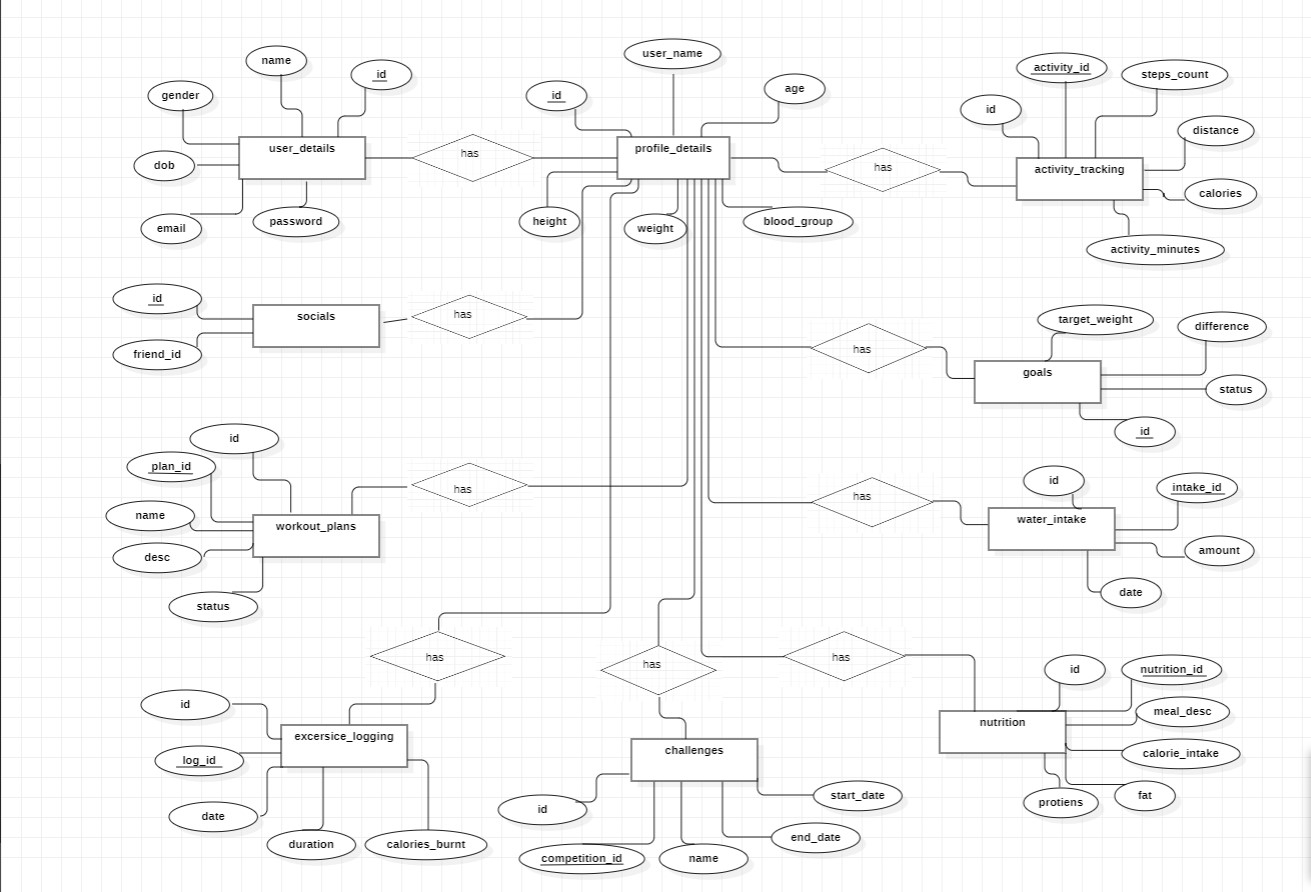 user_name
name
id
gender
dob
email
password
user_details
has
id
age
profile_details
height
weight
blood_group
has
activity_id
steps_count
id
distance
activity_tracking
calories
activity_minutes
id
friend_id
socials
has
has
target_weight
difference
goals
status
id
id
plan_id
name
desc
status
workout_plans
has
has
id
intake_id
water_intake
amount
date
has
has
has
id
log_id
date
excersice_logging
duration
calories_burnt
challenges
id
competition_id
name
end_date
start_date
id
nutrition_id
meal_desc
nutrition
calorie_intake
protiens
fat